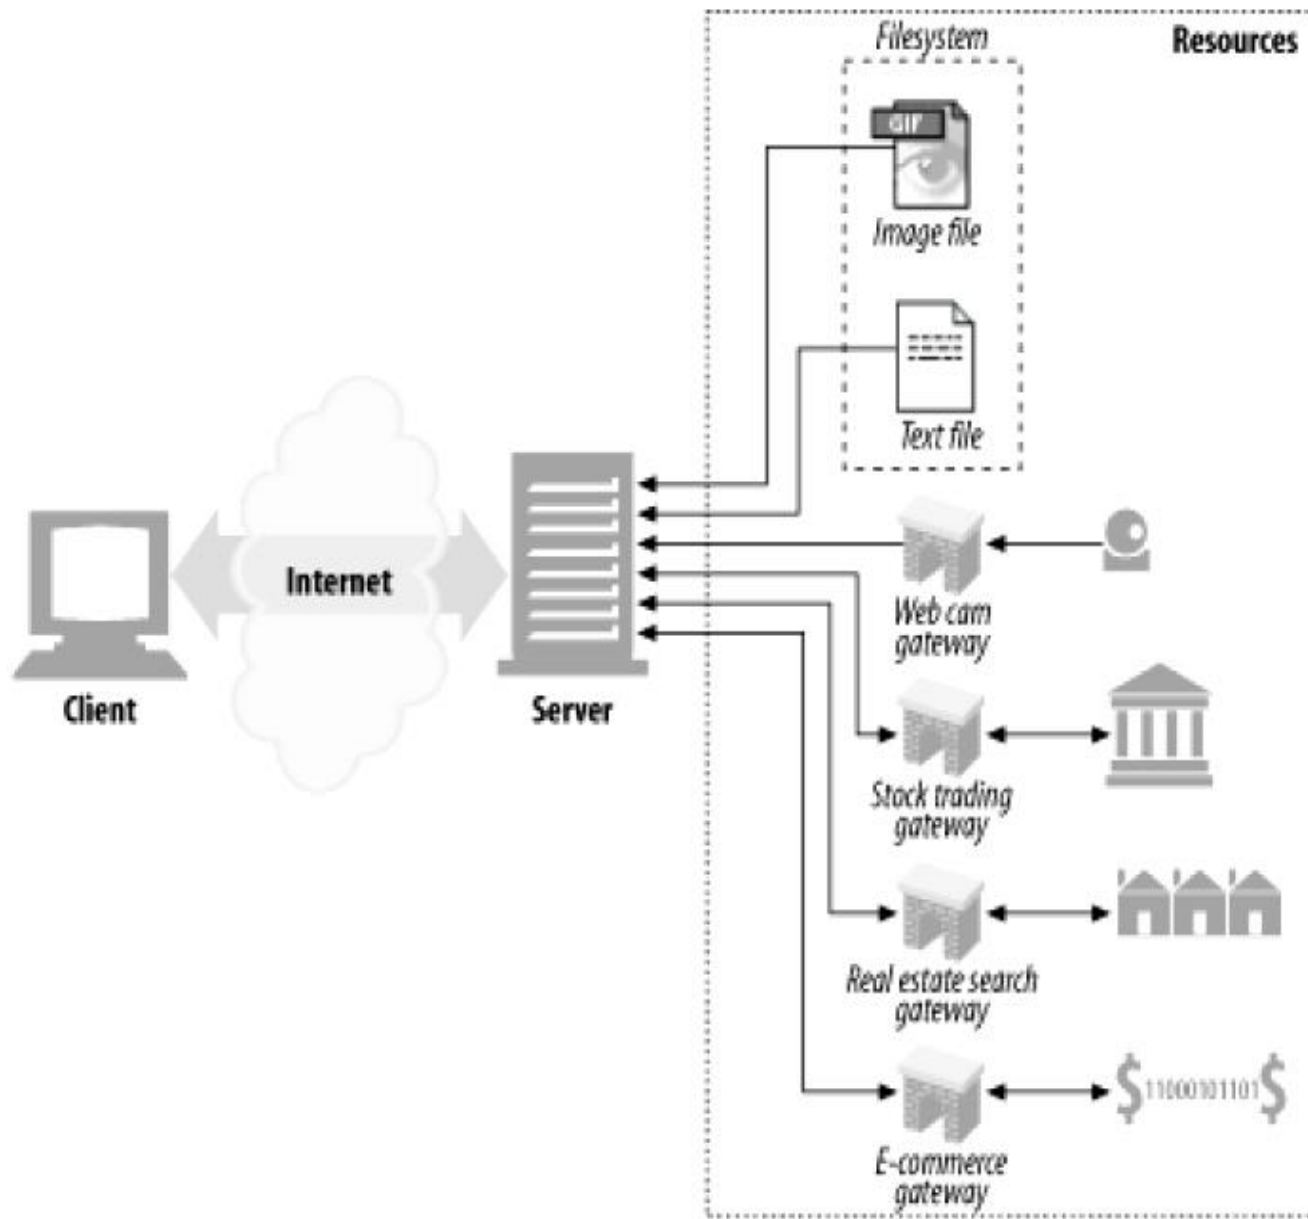 Filesystem
Resources
GIF
Image file
Text file
Internet
Client
Server
Web cam
gateway
Stock trading
gateway
Real estate search
gateway
$11000101101$
E-commerce
gateway